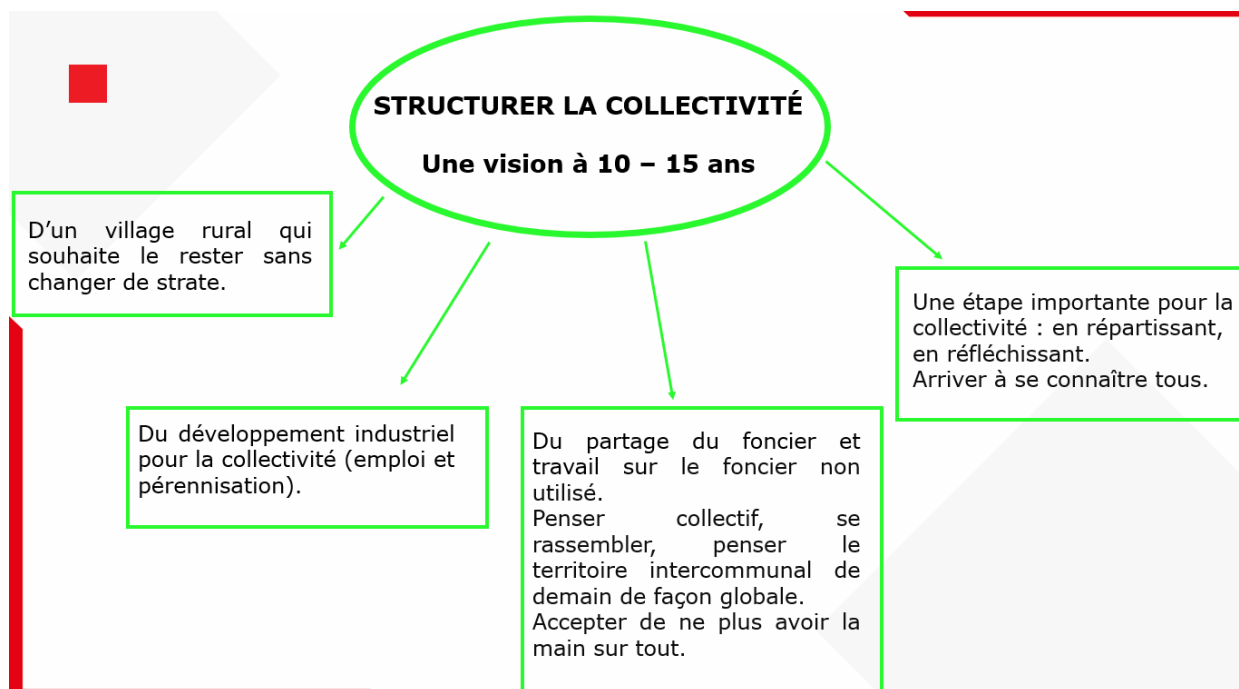 STRUCTURER LA COLLECTIVITÉ
Une vision à 10 – 15 ans
D’un village rural qui
souhaite le rester sans
changer de strate.
Du développement industriel
pour la collectivité (emploi et
pérennisation).
Du partage du foncier et
travail sur le foncier non
utilisé.
Penser collectif, se
rassembler, penser le
territoire intercommunal de
demain de façon globale.
Accepter de ne plus avoir la
main sur tout.
Une étape importante pour la
collectivité : en répartissant,
en réfléchissant.
Arriver à se connaître tous.